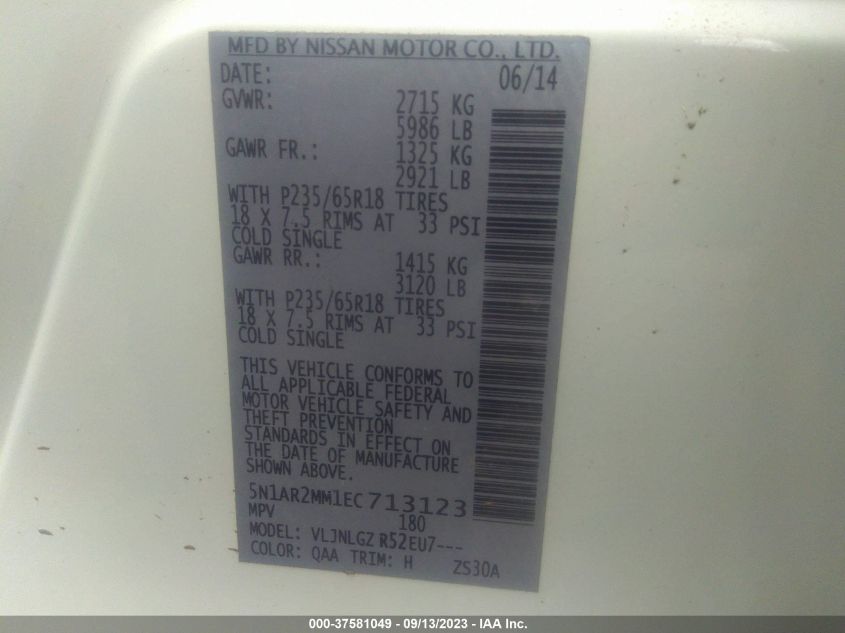 MFD BY NISSAN MOTOR CO., LTD.
DATE: 06/14
GVWR: 2715 KG
5986 LB
GAWR FR.: 1325 KG
2921 LB
WITH P235/65R18 TIRES
18 X 7.5 RIMS AT 33 PSI
COLD SINGLE
GAWR RR.: 1415 KG
3120 LB
WITH P235/65R18 TIRES
18 X 7.5 RIMS AT 33 PSI
COLD SINGLE
THIS VEHICLE CONFORMS TO
ALL APPLICABLE FEDERAL
MOTOR VEHICLE SAFETY AND
THEFT PREVENTION
STANDARDS IN EFFECT ON
THE DATE OF MANUFACTURE
SHOWN ABOVE.
5N1AR2MM1EC713123
MPV 180
MODEL: VLJNLGZ R52EU7---
COLOR: QAA TRIM: H ZS30A
000-37581049 - 09/13/2023 - IAA Inc.